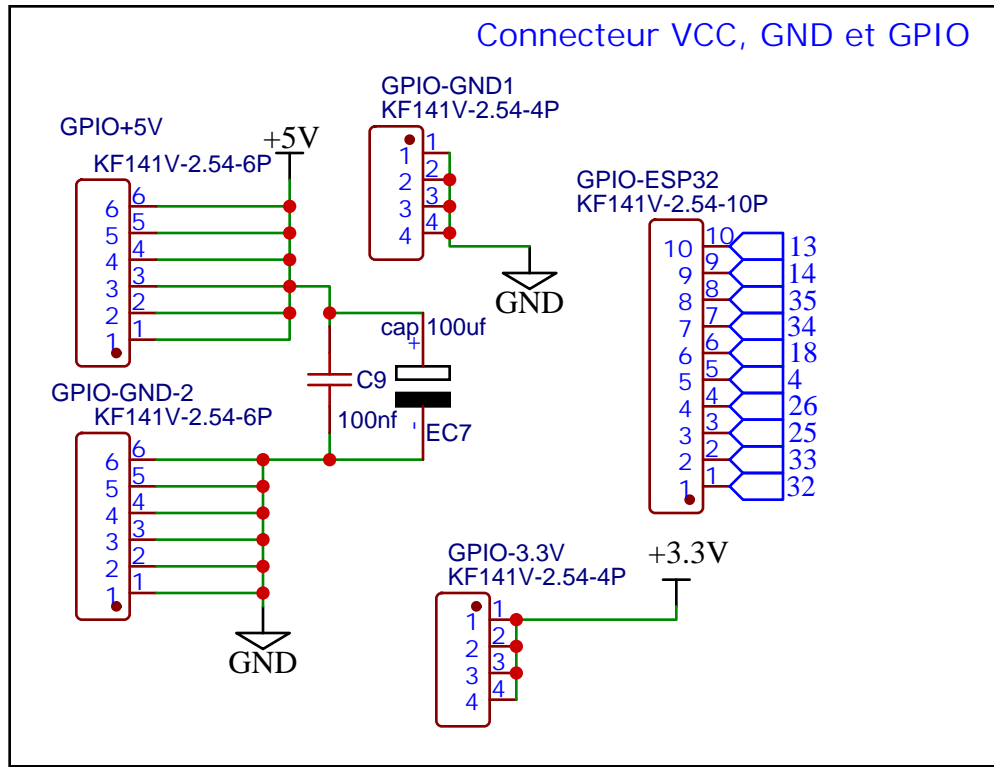 Connecteur VCC, GND et GPIO
GPIO+5V
KF141V-2.54-6P
+5V
6 6
5 5
4 4
3 3
2 2
1 1
GPIO-GND1
KF141V-2.54-4P
1 1
2 2
3 3
4 4
GND
GPIO-ESP32
KF141V-2.54-10P
10 10 13
9 9 14
8 8 35
7 7 34
6 6 18
5 5 4
4 4 26
3 3 25
2 2 33
1 1 32
cap 100uf
+
C9
100nf
-
EC7
GPIO-GND-2
KF141V-2.54-6P
6 6
5 5
4 4
3 3
2 2
1 1
GND
GPIO-3.3V
KF141V-2.54-4P
+3.3V
1 1
2 2
3 3
4 4